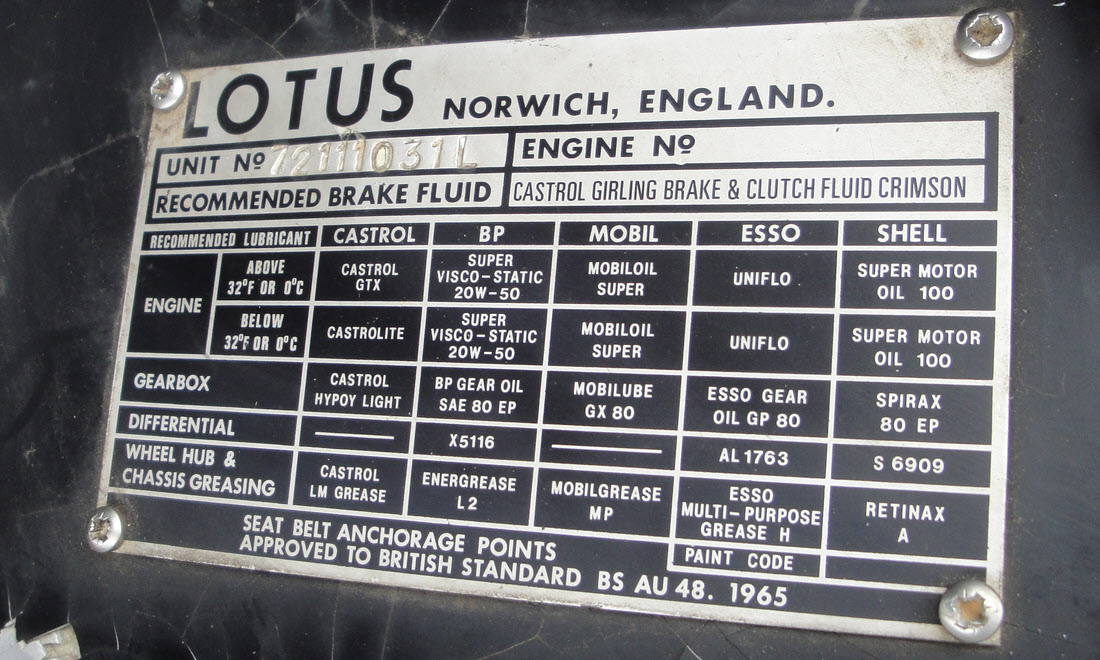 LOTUS NORWICH, ENGLAND.
UNIT Nº 72111031L ENGINE Nº
RECOMMENDED BRAKE FLUID CASTROL GIRLING BRAKE & CLUTCH FLUID CRIMSON
RECOMMENDED LUBRICANT CASTROL BP MOBIL ESSO SHELL
ENGINE
ABOVE
32°F OR 0°C
CASTROL
GTX
SUPER
VISCO-STATIC
20W-50
MOBILOIL
SUPER
UNIFLO
SUPER MOTOR
OIL 100
BELOW
32°F OR 0°C
CASTROLITE
SUPER
VISCO-STATIC
20W-50
MOBILOIL
SUPER
UNIFLO
SUPER MOTOR
OIL 100
GEARBOX
CASTROL
HYPOY LIGHT
BP GEAR OIL
SAE 80 EP
MOBILUBE
GX 80
ESSO GEAR
OIL GP 80
SPIRAX
80 EP
DIFFERENTIAL
X5116
AL1763
S 6909
WHEEL HUB &
CHASSIS GREASING
CASTROL
LM GREASE
ENERGREASE
L2
MOBILGREASE
MP
ESSO
MULTI-PURPOSE
GREASE H
RETINAX
A
PAINT CODE
SEAT BELT ANCHORAGE POINTS
APPROVED TO BRITISH STANDARD BS AU 48. 1965